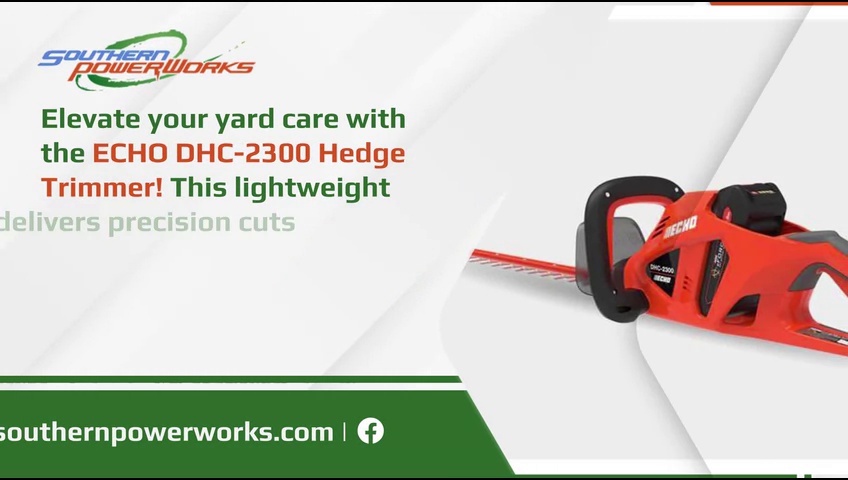 SOUTHERN
POWERWORKS
Elevate your yard care with
the ECHO DHC-2300 Hedge
Trimmer! This lightweight
delivers precision cuts
ECHO
DHC-2300
ECHO
southernpowerworks.com |